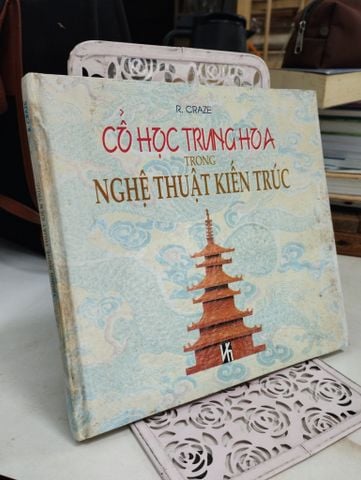 R. CRAZE
CỔ HỌC TRUNG HOA
TRONG
NGHỆ THUẬT KIẾN TRÚC